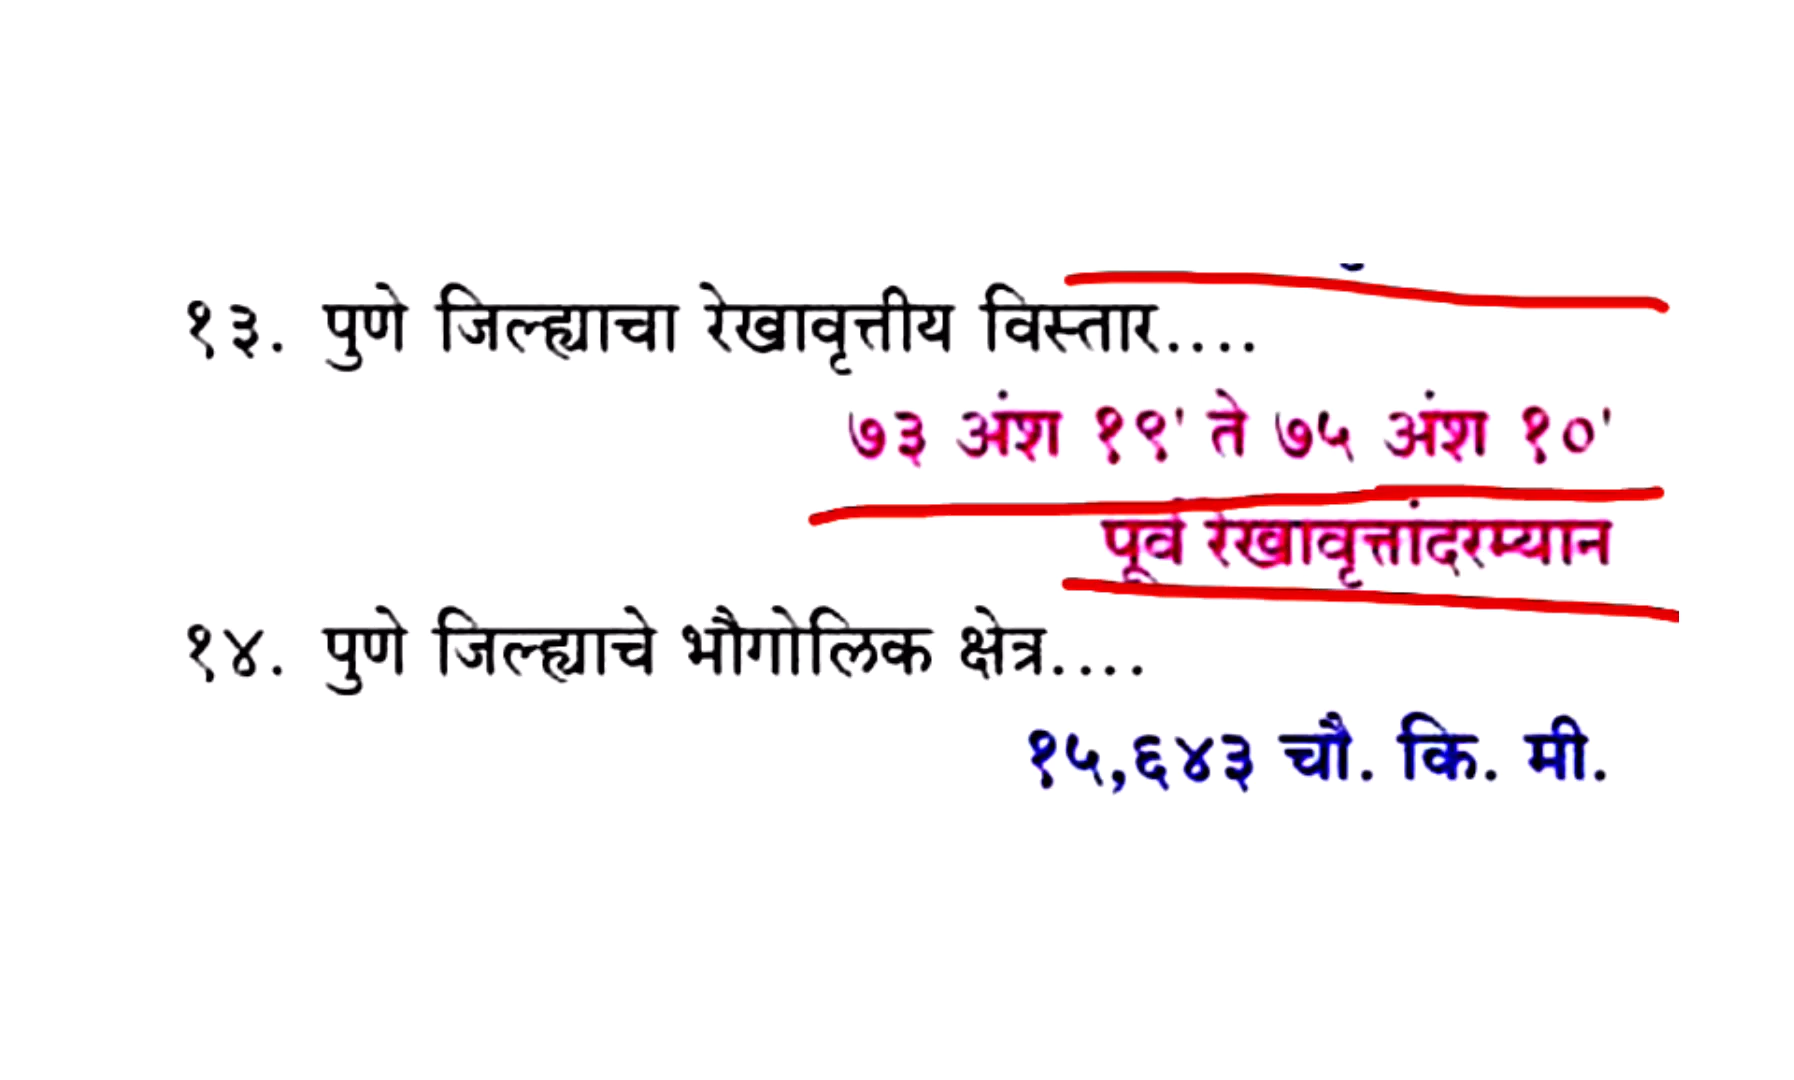 १३. पुणे जिल्ह्याचा रेखावृत्तीय विस्तार....
७३ अंश १९' ते ७५ अंश १०'
पूर्व रेखावृत्तांदरम्यान
१४. पुणे जिल्ह्याचे भौगोलिक क्षेत्र....
१५,६४३ चौ. कि. मी.